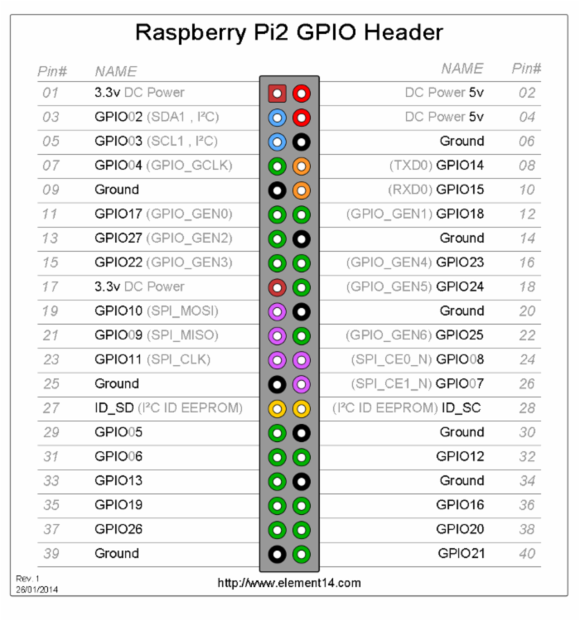 Raspberry Pi2 GPIO Header
Pin# NAME NAME Pin#
01 3.3v DC Power DC Power 5v 02
03 GPIO02 (SDA1 , I²C) DC Power 5v 04
05 GPIO03 (SCL1 , I²C) Ground 06
07 GPIO04 (GPIO_GCLK) (TXD0) GPIO14 08
09 Ground (RXD0) GPIO15 10
11 GPIO17 (GPIO_GEN0) (GPIO_GEN1) GPIO18 12
13 GPIO27 (GPIO_GEN2) Ground 14
15 GPIO22 (GPIO_GEN3) (GPIO_GEN4) GPIO23 16
17 3.3v DC Power (GPIO_GEN5) GPIO24 18
19 GPIO10 (SPI_MOSI) Ground 20
21 GPIO09 (SPI_MISO) (GPIO_GEN6) GPIO25 22
23 GPIO11 (SPI_CLK) (SPI_CE0_N) GPIO08 24
25 Ground (SPI_CE1_N) GPIO07 26
27 ID_SD (I²C ID EEPROM) (I²C ID EEPROM) ID_SC 28
29 GPIO05 Ground 30
31 GPIO06 GPIO12 32
33 GPIO13 Ground 34
35 GPIO19 GPIO16 36
37 GPIO26 GPIO20 38
39 Ground GPIO21 40
Rev. 1
26/01/2014 http://www.element14.com